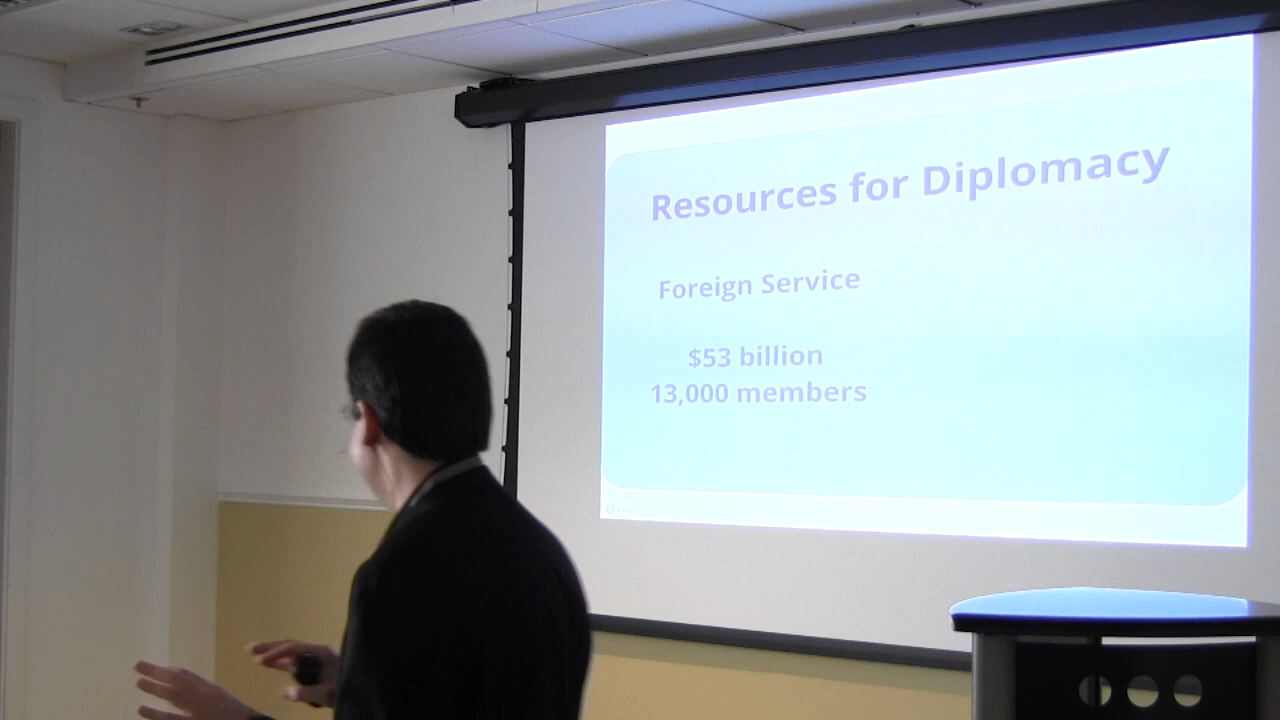 Resources for Diplomacy
Foreign Service
$53 billion
13,000 members